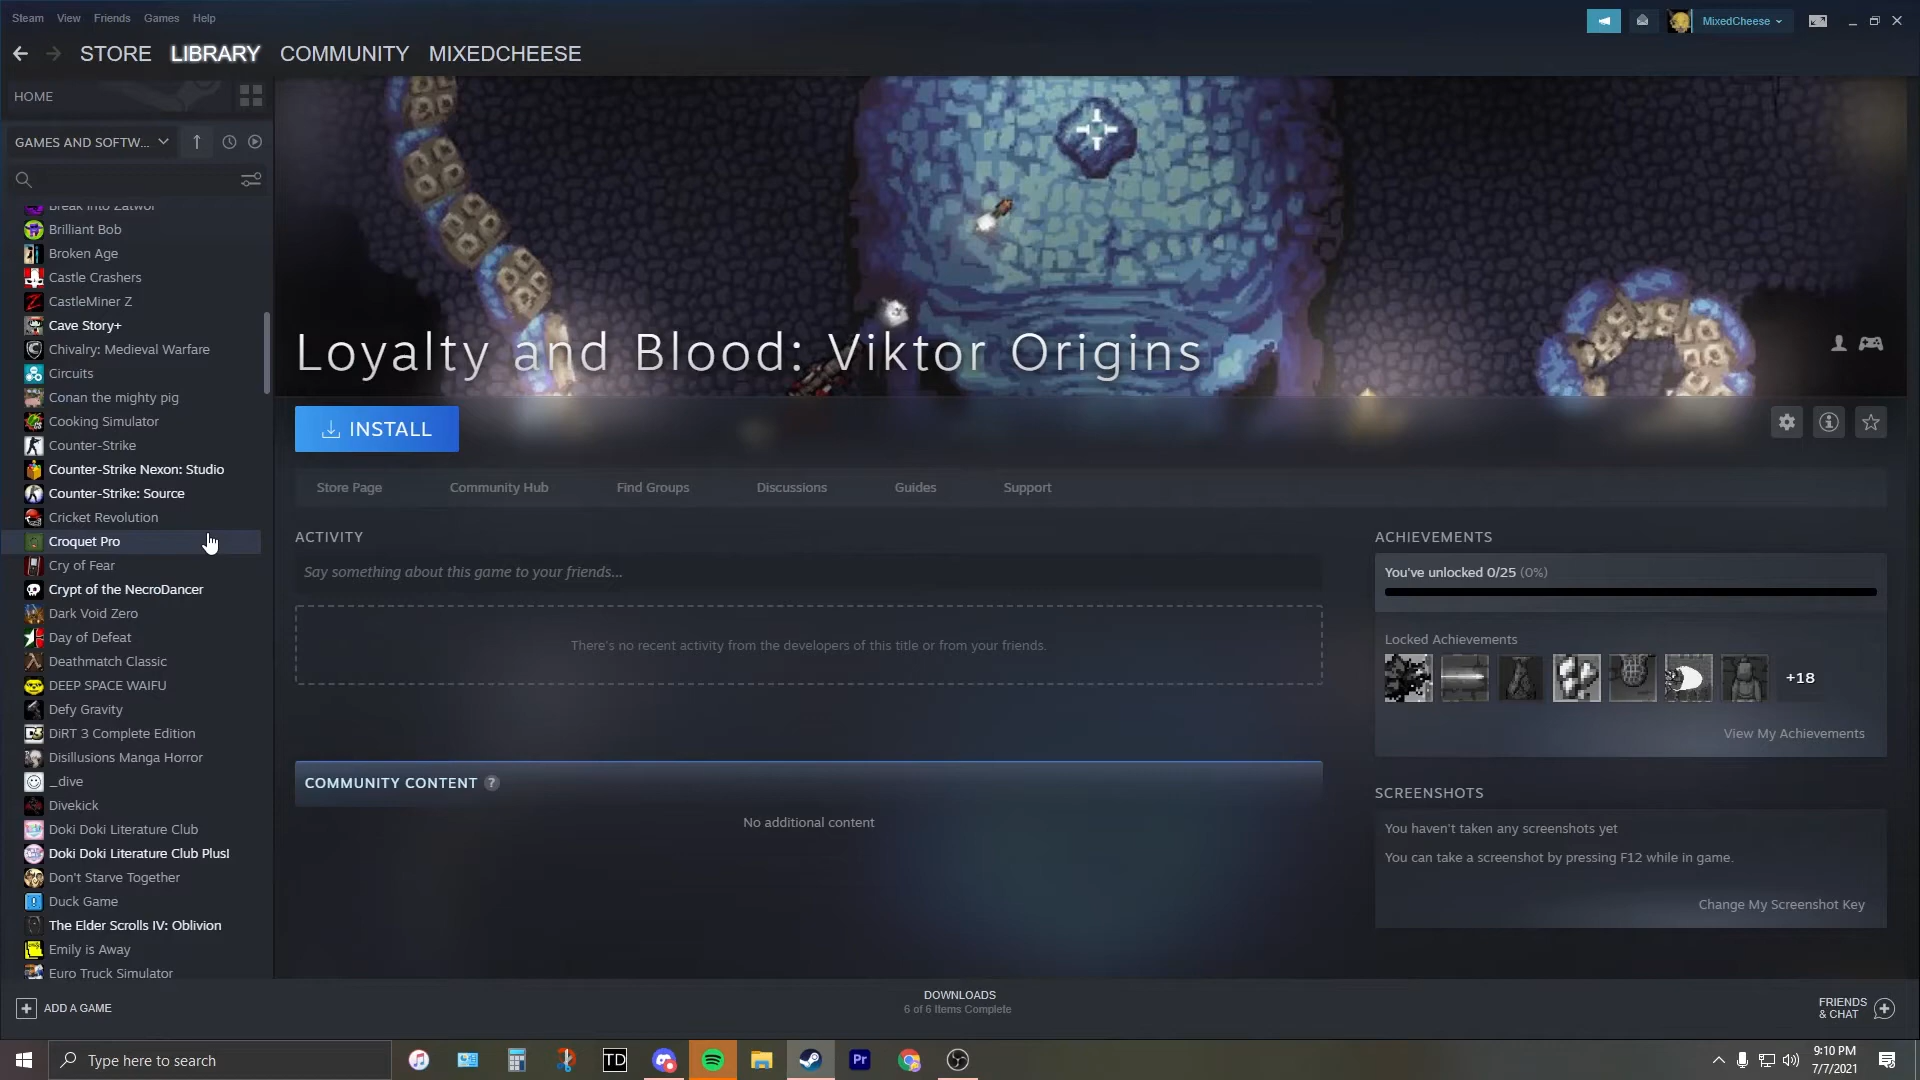 Steam View Friends Games Help
MixedCheese
STORE LIBRARY COMMUNITY MIXEDCHEESE
HOME
GAMES AND SOFTW...
Break Into Zatwor
Brilliant Bob
Broken Age
Castle Crashers
CastleMiner Z
Cave Story+
Chivalry: Medieval Warfare
Circuits
Conan the mighty pig
Cooking Simulator
Counter-Strike
Counter-Strike Nexon: Studio
Counter-Strike: Source
Cricket Revolution
Croquet Pro
Cry of Fear
Crypt of the NecroDancer
Dark Void Zero
Day of Defeat
Deathmatch Classic
DEEP SPACE WAIFU
Defy Gravity
DiRT 3 Complete Edition
Disillusions Manga Horror
_dive
Divekick
Doki Doki Literature Club
Doki Doki Literature Club Plus!
Don't Starve Together
Duck Game
The Elder Scrolls IV: Oblivion
Emily is Away
Euro Truck Simulator
Loyalty and Blood: Viktor Origins
INSTALL
Store Page Community Hub Find Groups Discussions Guides Support
ACTIVITY
Say something about this game to your friends...
There's no recent activity from the developers of this title or from your friends.
COMMUNITY CONTENT ?
No additional content
ACHIEVEMENTS
You've unlocked 0/25 (0%)
Locked Achievements
+18
View My Achievements
SCREENSHOTS
You haven't taken any screenshots yet
You can take a screenshot by pressing F12 while in game.
Change My Screenshot Key
ADD A GAME
DOWNLOADS
6 of 6 Items Complete
FRIENDS
& CHAT
Type here to search
TD
Pr
9:10 PM
7/7/2021